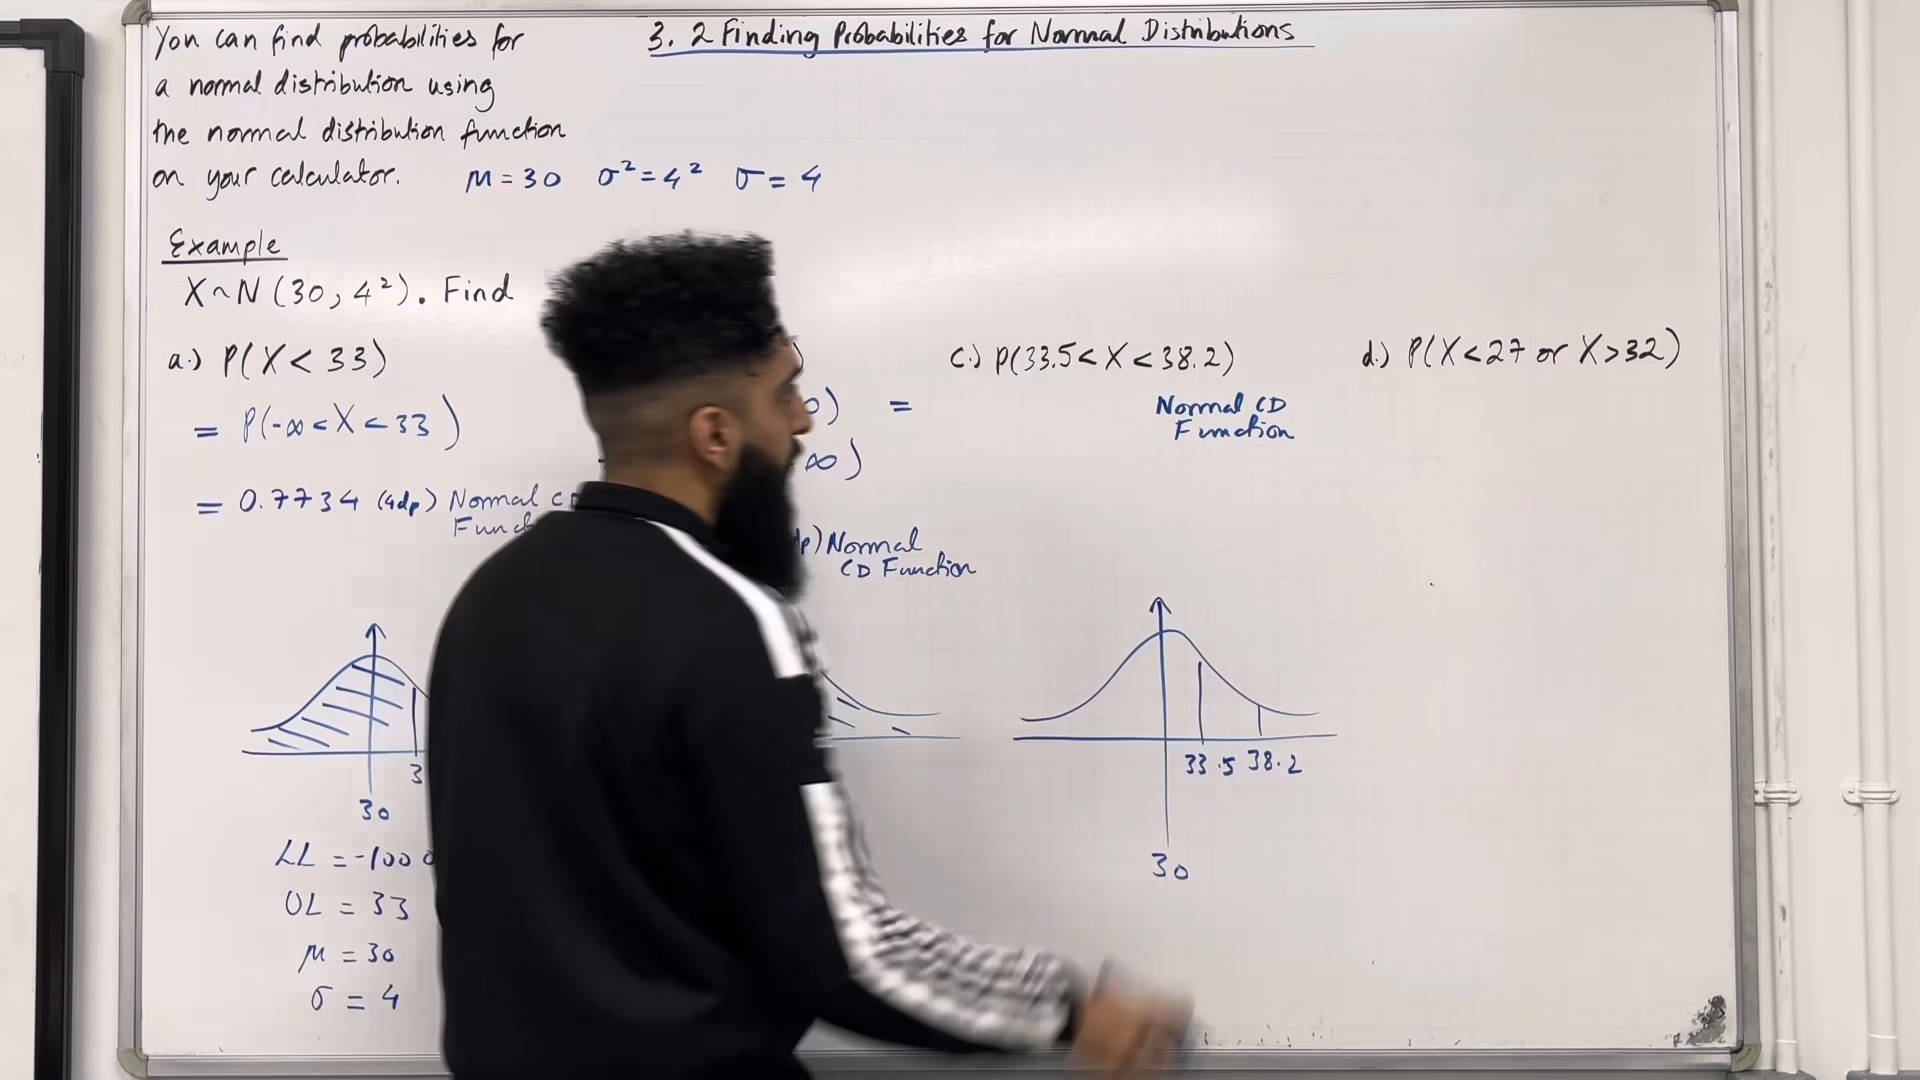 You can find probabilities for
a normal distribution using
the normal distribution function
on your calculator.
3.2 Finding Probabilities for Normal Distributions
μ = 30 σ² = 4² σ = 4
Example
X~N(30, 4²). Find
a.) P(X < 33)
= P(-∞ < X < 33)
= 0.7734 (4dp) Normal
LL = -1000
UL = 33
μ = 30
σ = 4
30
)
0) =
∞)
Normal
CD Function
c.) P(33.5 < X < 38.2)
Normal CD
Function
33.5 38.2
30
d.) P(X < 27 or X > 32)